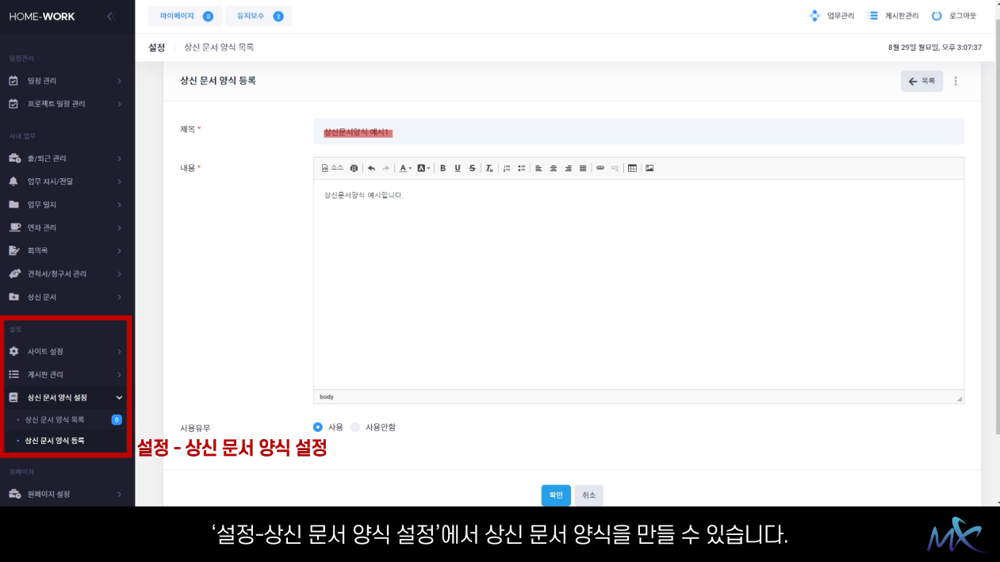 HOME-WORK
마이페이지 0
유지보수 2
업무관리
게시판관리
로그아웃
설정
상신 문서 양식 목록
8월 29일 월요일, 오후 3:07:37
일정관리
일정 관리
프로젝트 일정 관리
사내 업무
출/퇴근 관리
업무 지시/전달
업무 일지
연차 관리
회의록
견적서/청구서 관리
상신 문서
설정
사이트 설정
게시판 관리
상신 문서 양식 설정
상신 문서 양식 목록 0
상신 문서 양식 등록
원페이지
원페이지 설정
상신 문서 양식 등록
목록
제목 *
상신문서양식 예시1
내용 *
소스
상신문서양식 예시입니다.
body
사용유무
사용
사용안함
설정 - 상신 문서 양식 설정
확인
취소
‘설정-상신 문서 양식 설정’에서 상신 문서 양식을 만들 수 있습니다.
MX